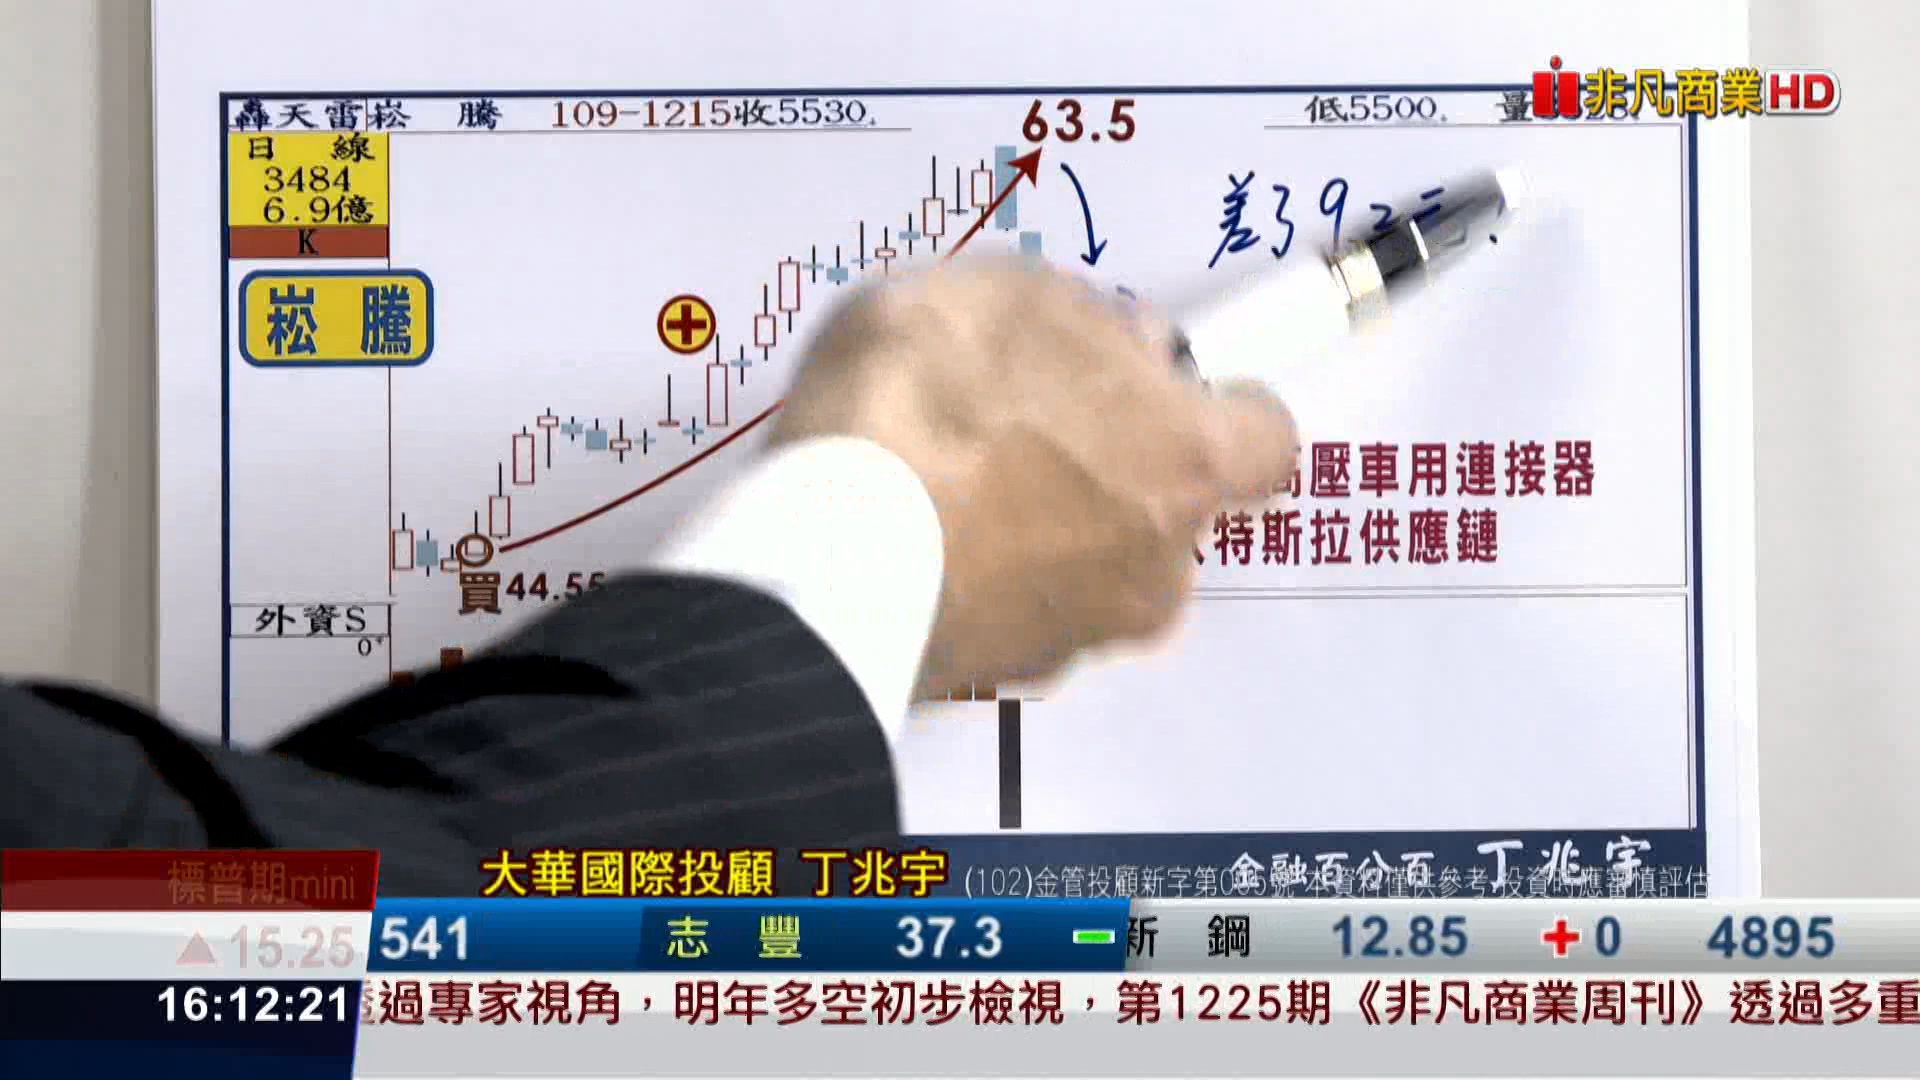 轟天雷崧 騰 109-1215收5530. 低5500. 量
63.5
非凡商業HD
日 線
3484
6.9億
K
差了9
崧 騰
高壓車用連接器
特斯拉供應鏈
買44.55
外資S
0
金融百分百 丁兆宇
大華國際投顧 丁兆宇
(102)金管投顧新字第 本資料僅供參考 投資時應審慎評估
標普期mini
▲15.25
541 志 豐 37.3 新 鋼 12.85 +0 4895
16:12:21
透過專家視角，明年多空初步檢視，第1225期《非凡商業周刊》透過多重